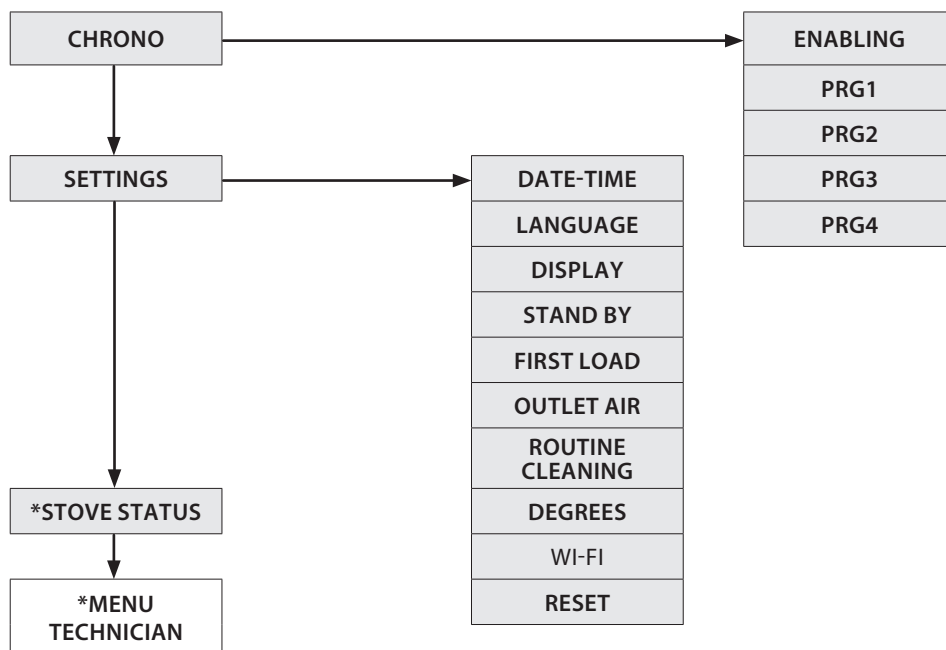 CHRONO
ENABLING
PRG1
PRG2
PRG3
PRG4
SETTINGS
DATE-TIME
LANGUAGE
DISPLAY
STAND BY
FIRST LOAD
OUTLET AIR
ROUTINE
CLEANING
DEGREES
WI-FI
RESET
*STOVE STATUS
*MENU
TECHNICIAN